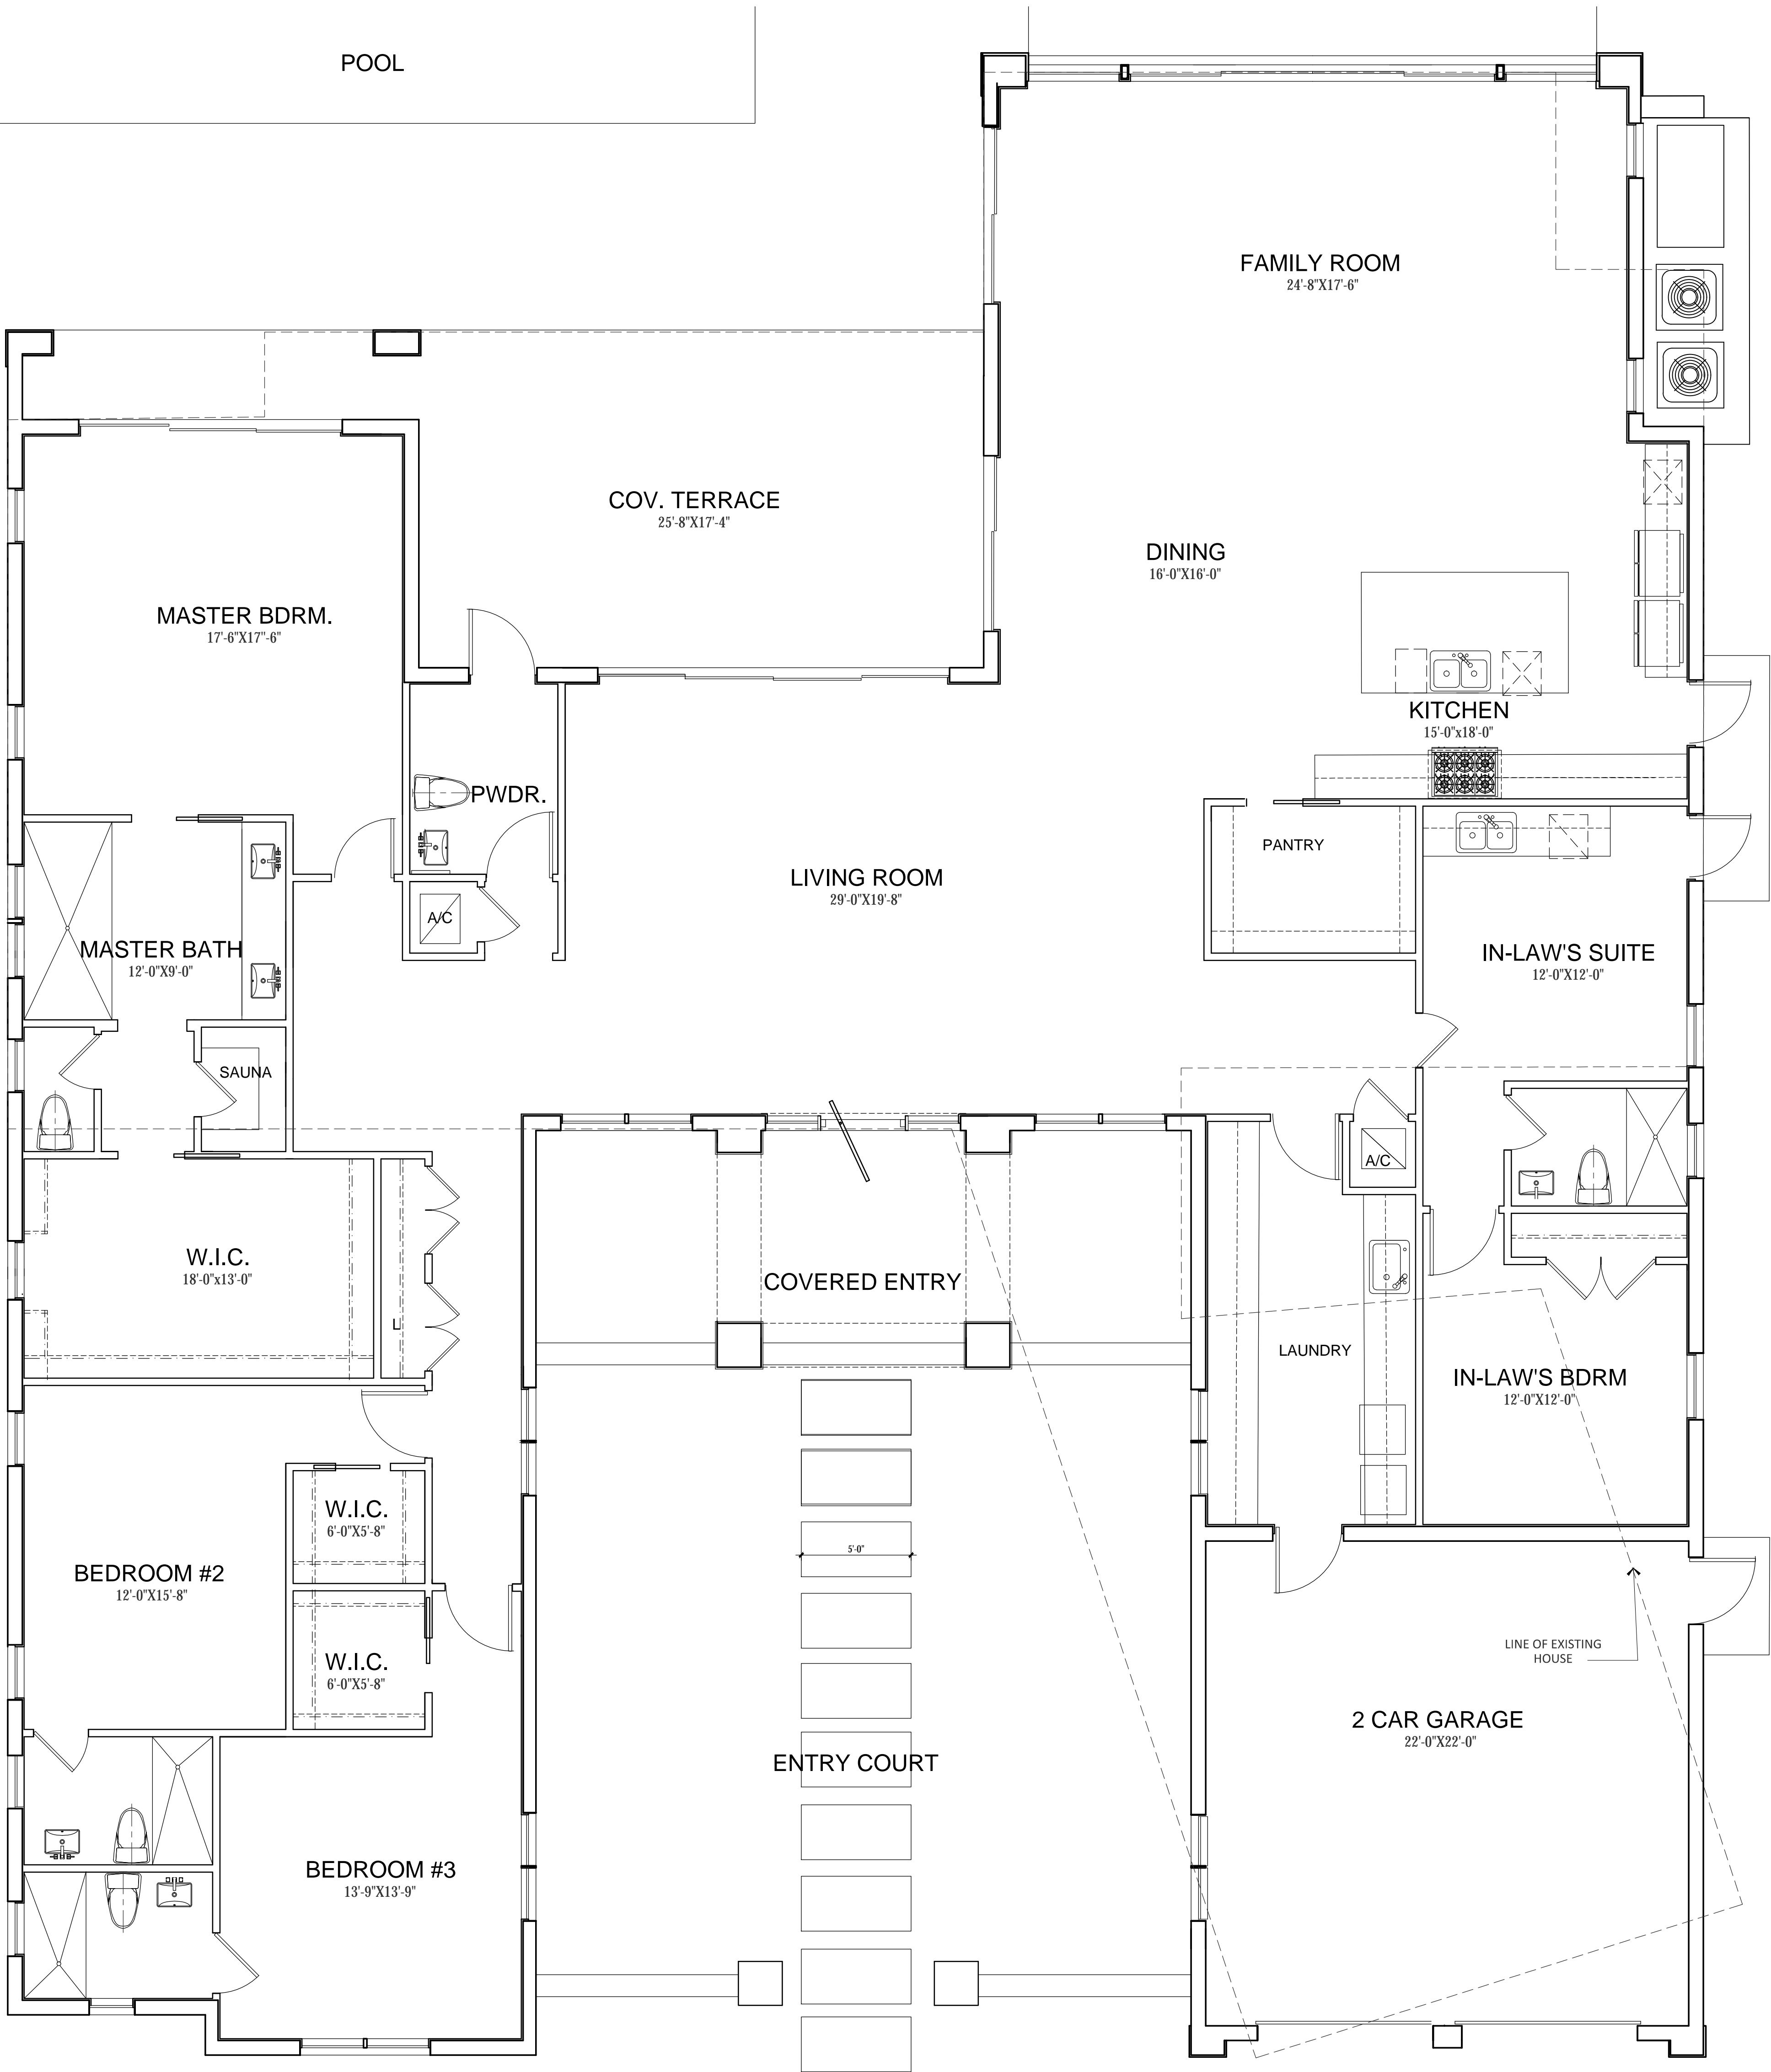 POOL
FAMILY ROOM
24'-8"X17'-6"
COV. TERRACE
25'-8"X17'-4"
DINING
16'-0"X16'-0"
MASTER BDRM.
17'-6"X17"-6"
KITCHEN
15'-0"x18'-0"
PWDR.
PANTRY
LIVING ROOM
29'-0"X19'-8"
A/C
MASTER BATH
12'-0"X9'-0"
IN-LAW'S SUITE
12'-0"X12'-0"
SAUNA
A/C
W.I.C.
18'-0"x13'-0"
COVERED ENTRY
L
LAUNDRY
IN-LAW'S BDRM
12'-0"X12'-0"
W.I.C.
6'-0"X5'-8"
5'-0"
BEDROOM #2
12'-0"X15'-8"
LINE OF EXISTING
HOUSE
W.I.C.
6'-0"X5'-8"
2 CAR GARAGE
22'-0"X22'-0"
ENTRY COURT
BEDROOM #3
13'-9"X13'-9"